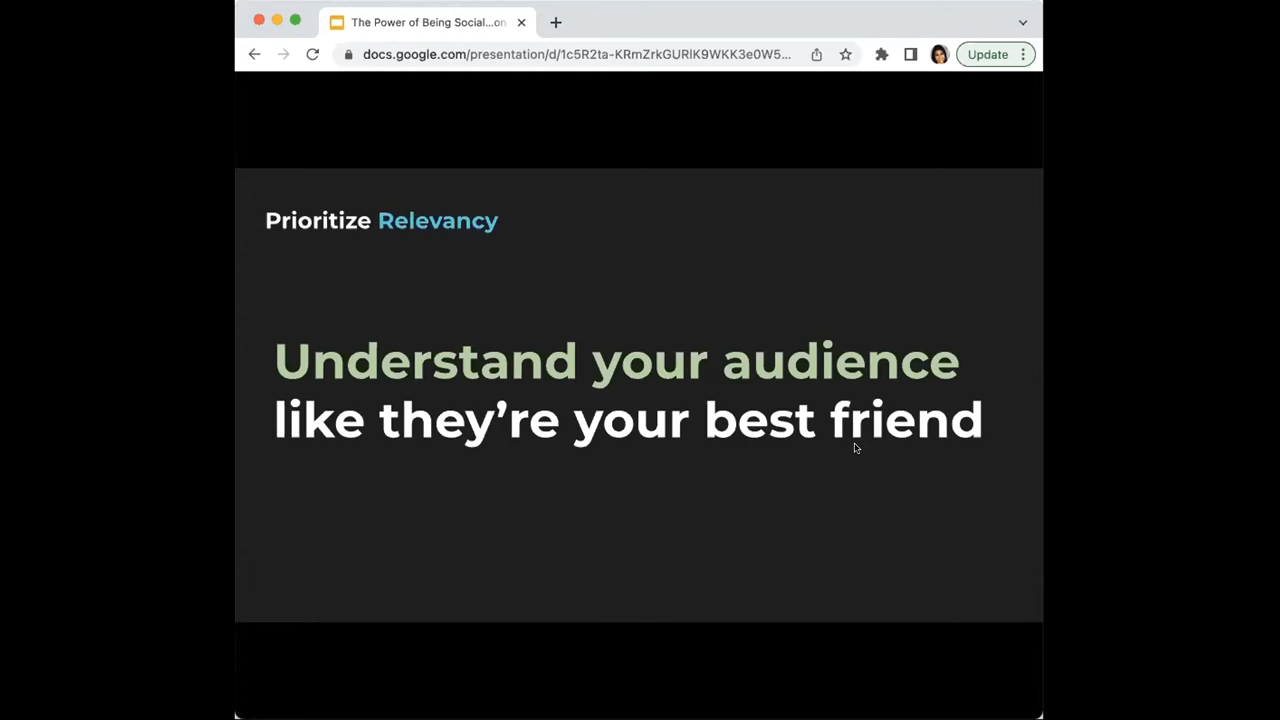 The Power of Being Social...on
docs.google.com/presentation/d/1c5R2ta-KRmZrkGURlK9WKK3e0W5...
Update
Prioritize Relevancy
Understand your audience
like they’re your best friend